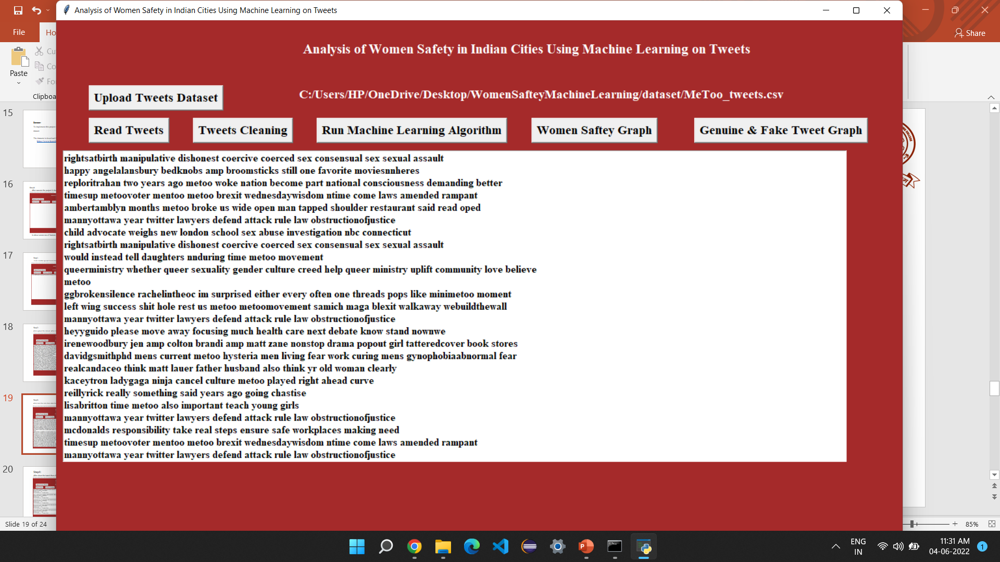 Analysis of Women Safety in Indian Cities Using Machine Learning on Tweets
File
Ho
Share
Cu
Co
Fo
Paste
Clipboa
Analysis of Women Safety in Indian Cities Using Machine Learning on Tweets
Upload Tweets Dataset
C:/Users/HP/OneDrive/Desktop/WomenSafteyMachineLearning/dataset/MeToo_tweets.csv
Read Tweets
Tweets Cleaning
Run Machine Learning Algorithm
Women Saftey Graph
Genuine & Fake Tweet Graph
rightsatbirth manipulative dishonest coercive coerced sex consensual sex sexual assault
happy angelalansbury bedknobs amp broomsticks still one favorite moviesnnheres
reploritrahan two years ago metoo woke nation become part national consciousness demanding better
timesup metoovoter mentoo metoo brexit wednesdaywisdom ntime come laws amended rampant
ambertamblyn months metoo broke us wide open man tapped shoulder restaurant said read oped
mannyottawa year twitter lawyers defend attack rule law obstructionofjustice
child advocate weighs new london school sex abuse investigation nbc connecticut
rightsatbirth manipulative dishonest coercive coerced sex consensual sex sexual assault
would instead tell daughters nnduring time metoo movement
queerministry whether queer sexuality gender culture creed help queer ministry uplift community love believe
metoo
ggbrokensilence rachelintheoc im surprised either every often one threads pops like minimetoo moment
left wing success shit hole rest us metoo metoomovement samich maga blexit walkaway webuildthewall
mannyottawa year twitter lawyers defend attack rule law obstructionofjustice
heyyguido please move away focusing much health care next debate know stand nownwe
irenewoodbury jen amp colton brandi amp matt zane nonstop drama popout girl tatteredcover book stores
davidgsmithphd mens current metoo hysteria men living fear work curing mens gynophobiaabnormal fear
realcandaceo think matt lauer father husband also think yr old woman clearly
kaceytron ladygaga ninja cancel culture metoo played right ahead curve
reillyrick really something said years ago going chastise
lisabritton time metoo also important teach young girls
mannyottawa year twitter lawyers defend attack rule law obstructionofjustice
mcdonalds responsibility take real steps ensure safe workplaces making need
timesup metoovoter mentoo metoo brexit wednesdaywisdom ntime come laws amended rampant
mannyottawa year twitter lawyers defend attack rule law obstructionofjustice
15
16
17
18
19
20
Slide 19 of 24
85%
ENG
IN
11:31 AM
04-06-2022
1